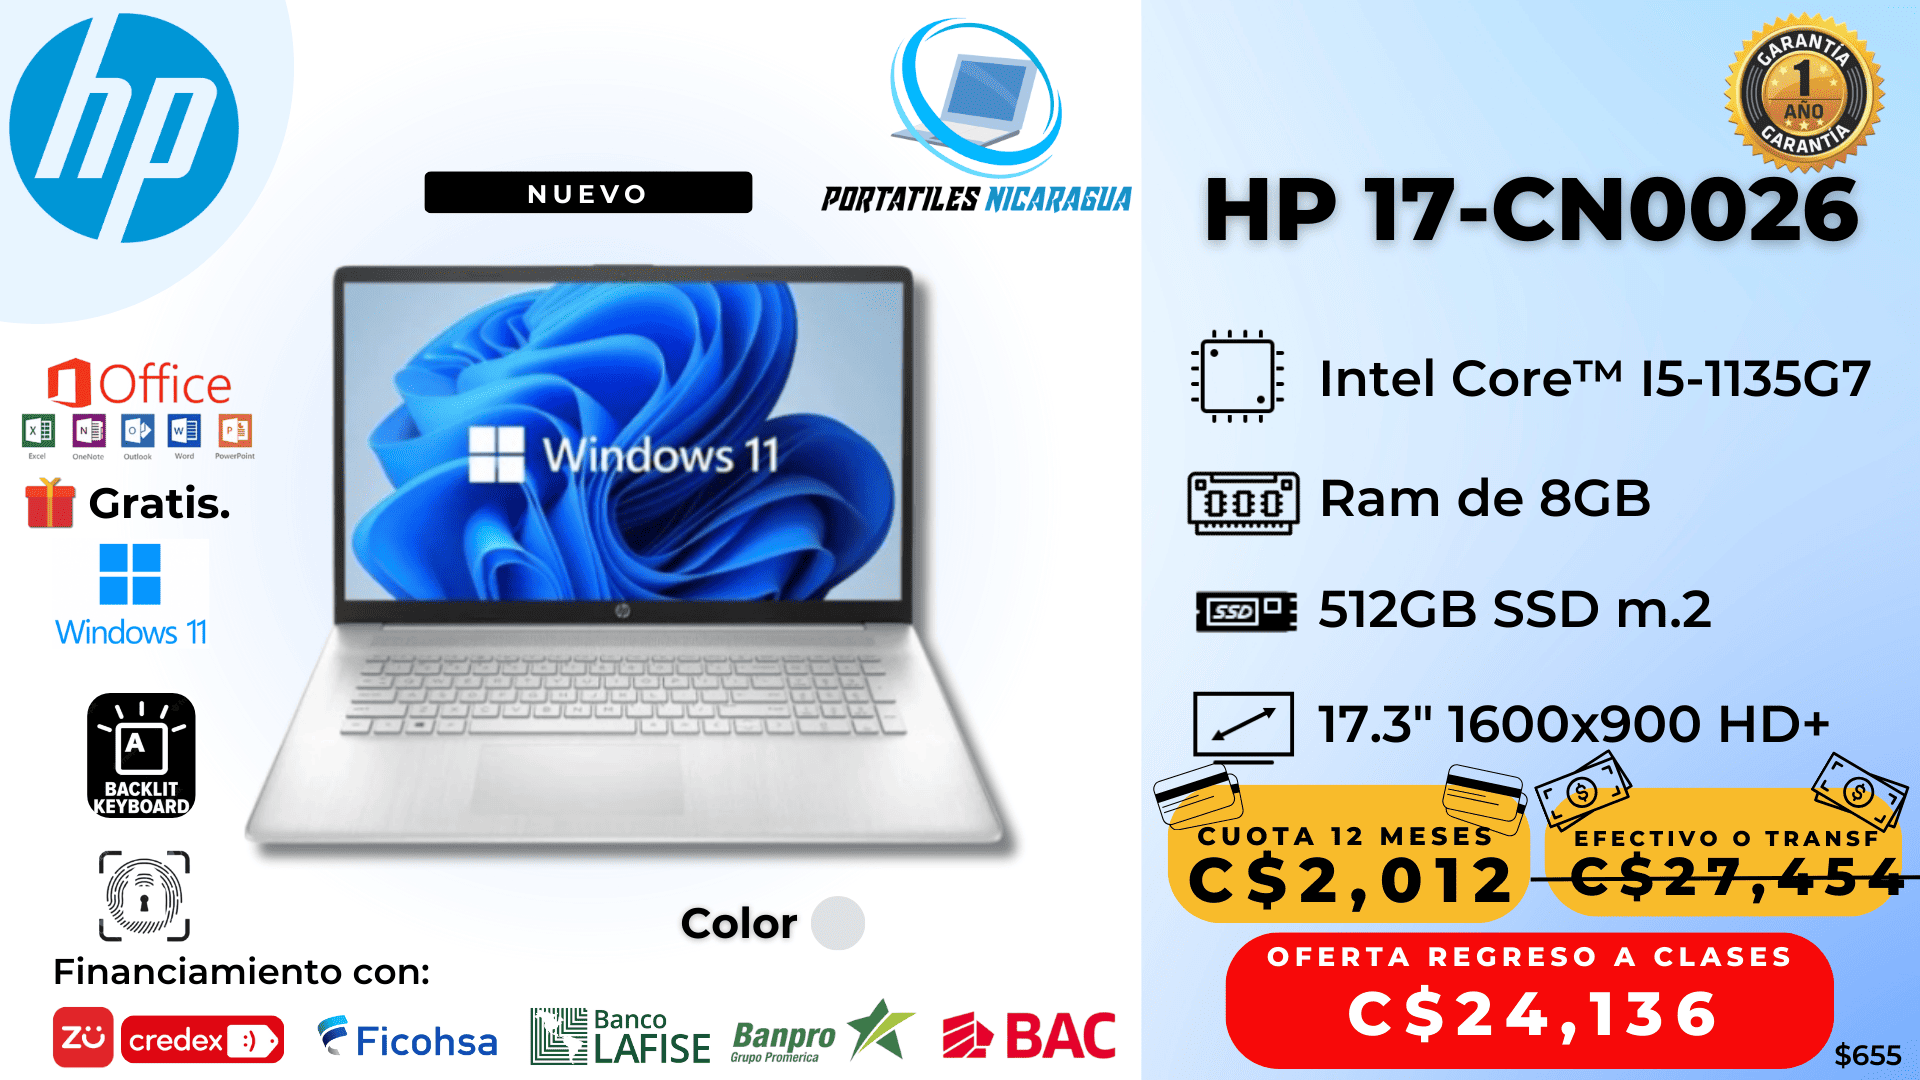 hp
NUEVO
PORTATILES NICARAGUA
GARANTÍA
1
AÑO
GARANTÍA
HP 17-CN0026
Windows 11
hp
Office
Excel
OneNote
Outlook
Word
PowerPoint
Gratis.
Windows 11
A
BACKLIT
KEYBOARD
Intel Core™ I5-1135G7
Ram de 8GB
SSD
512GB SSD m.2
17.3" 1600x900 HD+
CUOTA 12 MESES
C$2,012
EFECTIVO O TRANSF
C$27,454
OFERTA REGRESO A CLASES
C$24,136
$655
Color
Financiamiento con:
zü
credex :)
Ficohsa
Banco
LAFISE
Banpro
Grupo Promerica
BAC